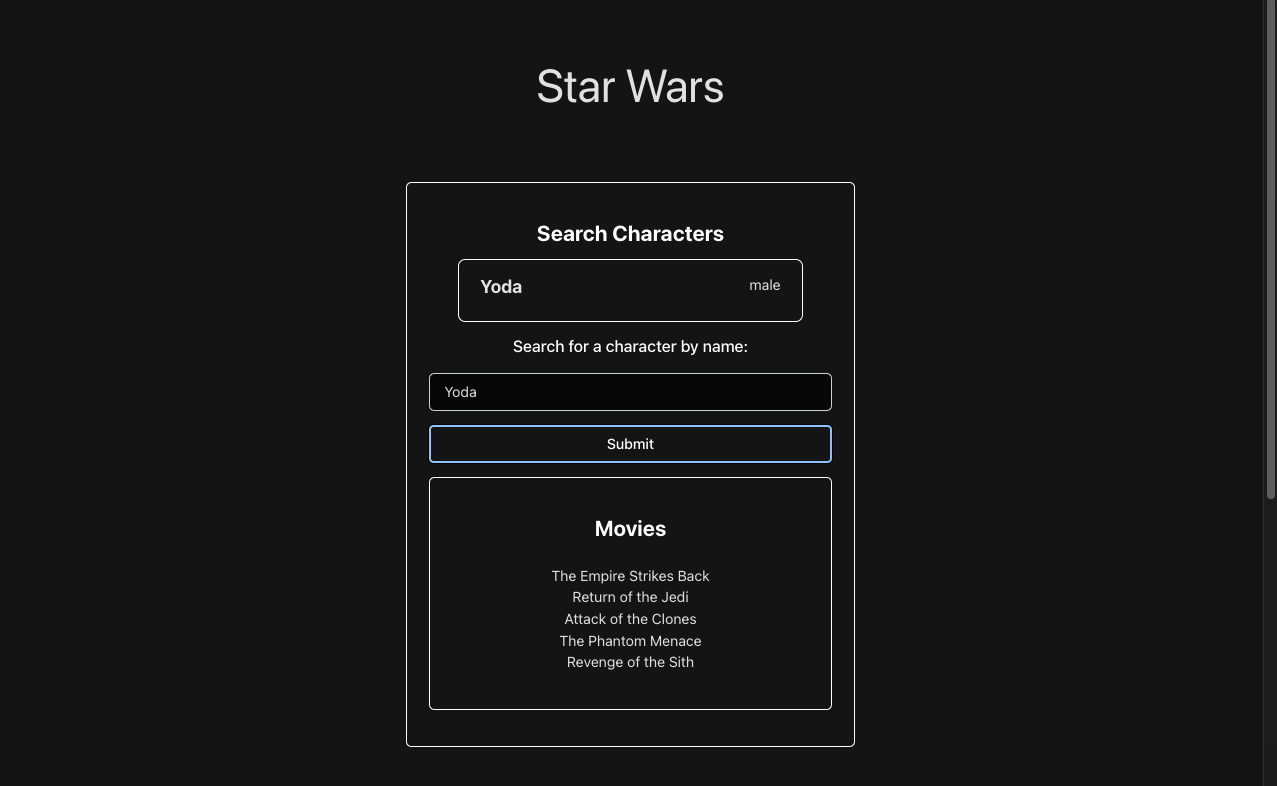 Star Wars
Search Characters
Yoda male
Search for a character by name:
Yoda
Submit
Movies
The Empire Strikes Back
Return of the Jedi
Attack of the Clones
The Phantom Menace
Revenge of the Sith